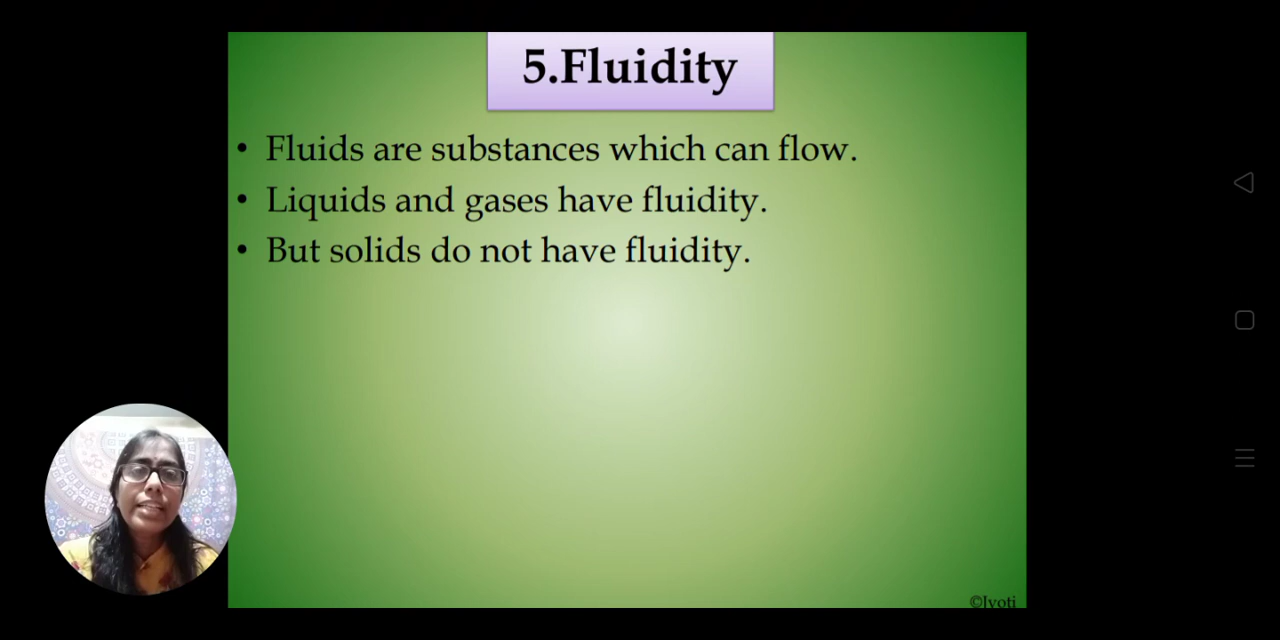 5.Fluidity
• Fluids are substances which can flow.
• Liquids and gases have fluidity.
• But solids do not have fluidity.
©Jyoti